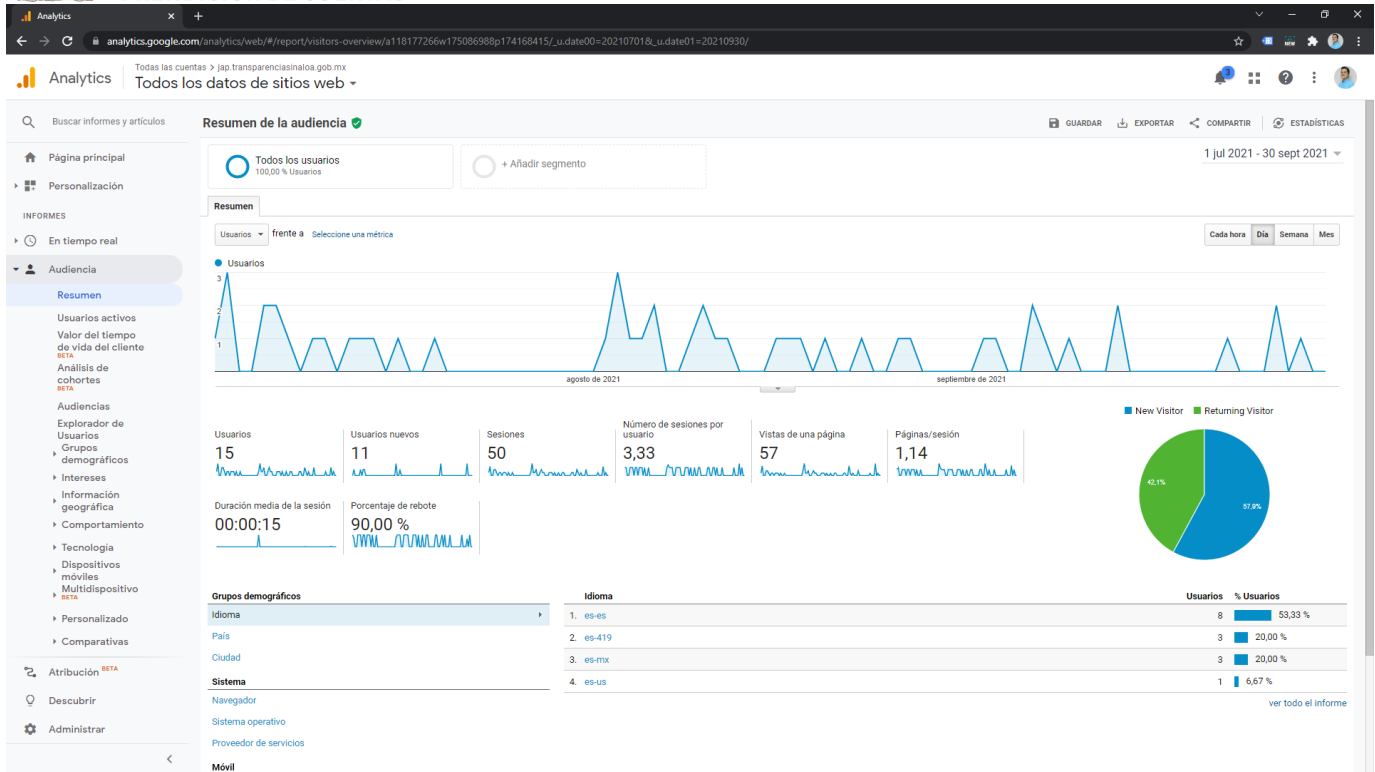 Analytics
analytics.google.com/analytics/web/#/report/visitors-overview/a118177266w175086988p174168415/_u.date00=20210701&_u.date01=20210930/
Analytics
Todas las cuentas > jap.transparenciasinaloa.gob.mx
Todos los datos de sitios web
3
Buscar informes y artículos
Página principal
Personalización
INFORMES
En tiempo real
Audiencia
Resumen
Usuarios activos
Valor del tiempo
de vida del cliente
BETA
Análisis de
cohortes
BETA
Audiencias
Explorador de
Usuarios
Grupos
demográficos
Intereses
Información
geográfica
Comportamiento
Tecnología
Dispositivos
móviles
Multidispositivo
BETA
Personalizado
Comparativas
Atribución BETA
Descubrir
Administrar
Resumen de la audiencia
GUARDAR
EXPORTAR
COMPARTIR
ESTADÍSTICAS
Todos los usuarios
100,00 % Usuarios
+ Añadir segmento
1 jul 2021 - 30 sept 2021
Resumen
Usuarios frente a Seleccione una métrica
Cada hora Día Semana Mes
Usuarios
3
2
1
agosto de 2021
septiembre de 2021
New Visitor Returning Visitor
42,1%
57,9%
Usuarios
15
Usuarios nuevos
11
Sesiones
50
Número de sesiones por
usuario
3,33
Vistas de una página
57
Páginas/sesión
1,14
Duración media de la sesión
00:00:15
Porcentaje de rebote
90,00 %
Grupos demográficos
Idioma
País
Ciudad
Sistema
Navegador
Sistema operativo
Proveedor de servicios
Móvil
Idioma Usuarios % Usuarios
1. es-es 8 53,33 %
2. es-419 3 20,00 %
3. es-mx 3 20,00 %
4. es-us 1 6,67 %
ver todo el informe